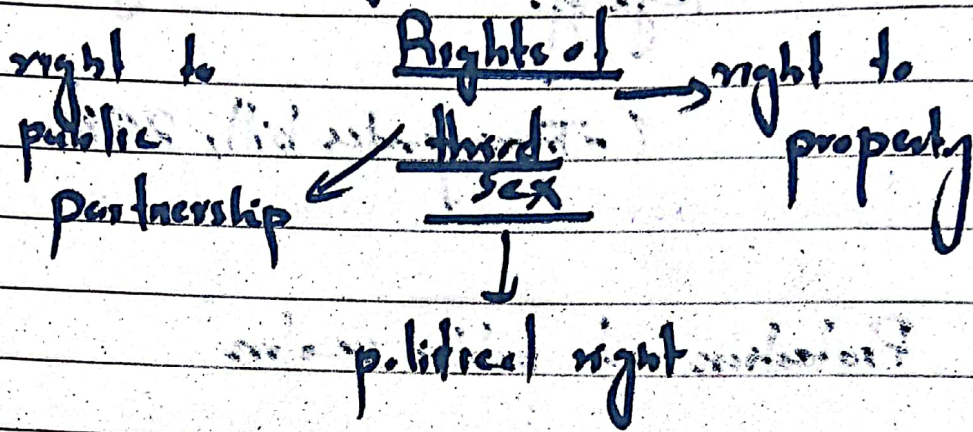 right to
public
partnership
Rights of
third
sex
right to
property
political right